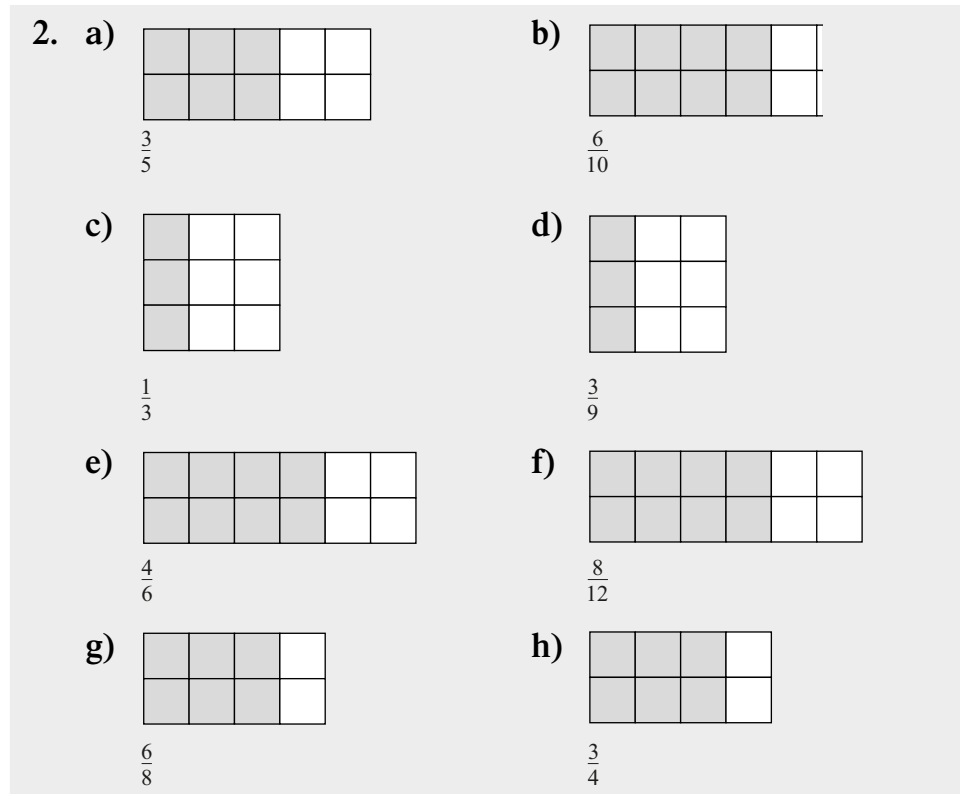 2. a) b)
3/5 6/10
c) d)
1/3 3/9
e) f)
4/6 8/12
g) h)
6/8 3/4